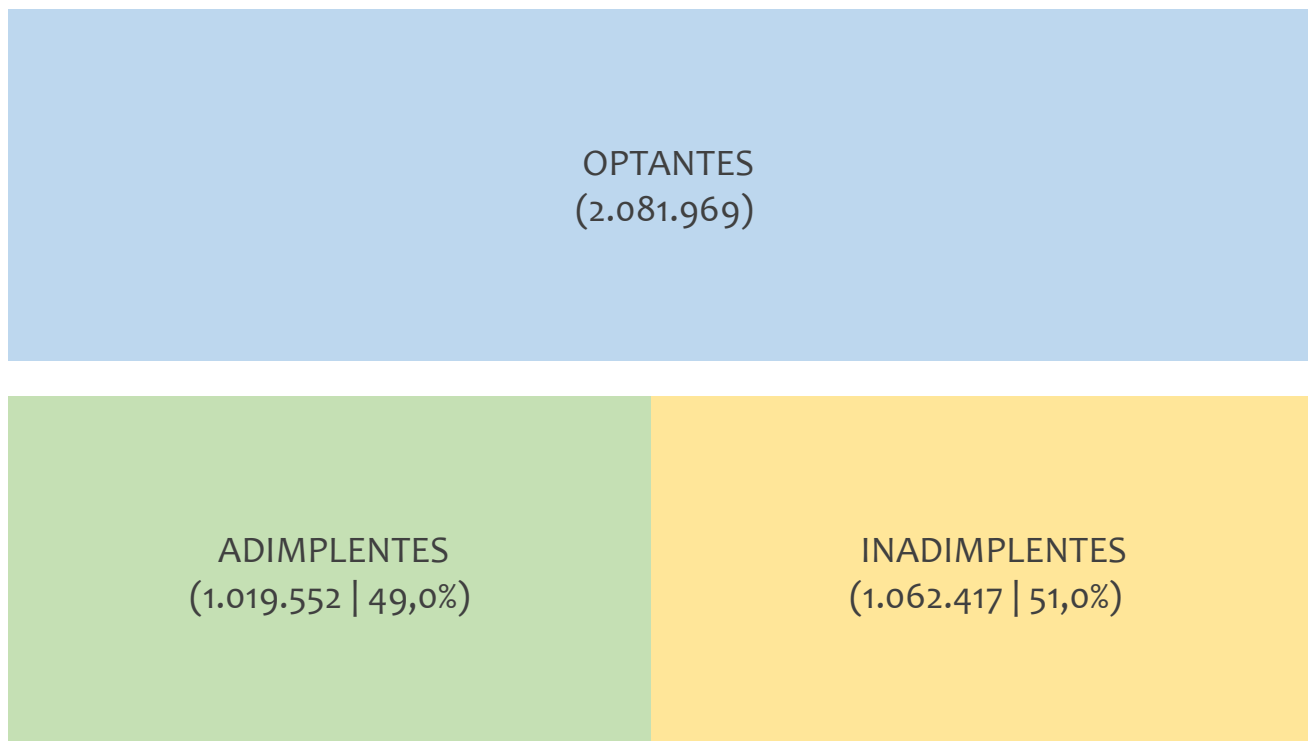 OPTANTES
(2.081.969)
ADIMPLENTES
(1.019.552 | 49,0%)
INADIMPLENTES
(1.062.417 | 51,0%)